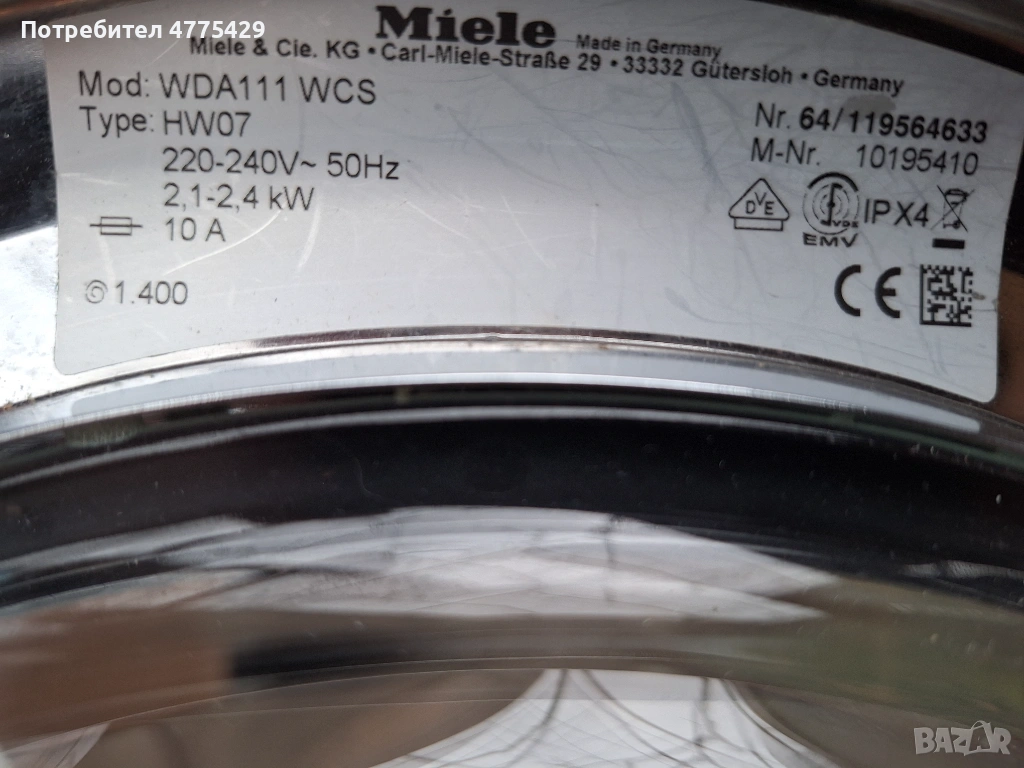 Потребител 4775429
Miele
Made in Germany
Miele & Cie. KG • Carl-Miele-Straße 29 • 33332 Gütersloh • Germany
Mod: WDA111 WCS
Type: HW07
220-240V~ 50Hz
2,1-2,4 kW
10 A
1.400
Nr. 64/119564633
M-Nr. 10195410
VDE
VDE
EMV
IPX4
CE
BAZAR